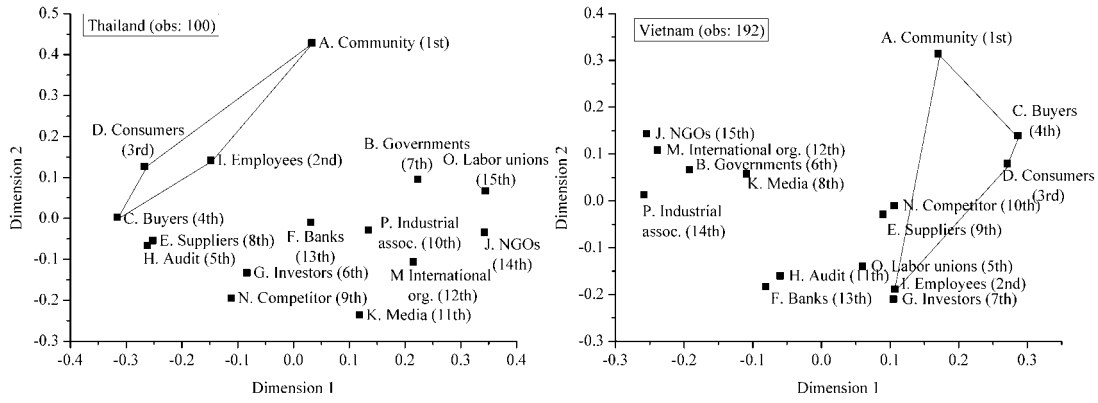 Thailand (obs: 100)
A. Community (1st)
D. Consumers
(3rd)
I. Employees (2nd)
B. Governments
(7th)
O. Labor unions
(15th)
C. Buyers (4th)
E. Suppliers (8th)
H. Audit (5th)
F. Banks
(13th)
P. Industrial
assoc. (10th)
J. NGOs
(14th)
G. Investors (6th)
M International
org. (12th)
N. Competitor (9th)
K. Media (11th)
0.5
0.4
0.3
0.2
0.1
0.0
-0.1
-0.2
-0.3
Dimension 2
-0.4
-0.3
-0.2
-0.1
0.0
0.1
0.2
0.3
0.4
Dimension 1
Vietnam (obs: 192)
A. Community (1st)
C. Buyers
(4th)
J. NGOs (15th)
M. International org. (12th)
B. Governments (6th)
K. Media (8th)
D. Consumers
(3rd)
P. Industrial
assoc. (14th)
N. Competitor (10th)
E. Suppliers (9th)
O. Labor unions (5th)
H. Audit (11th)
I. Employees (2nd)
F. Banks (13th)
G. Investors (7th)
0.4
0.3
0.2
0.1
0.0
-0.1
-0.2
-0.3
Dimension 2
-0.3
-0.2
-0.1
0.0
0.1
0.2
0.3
Dimension 1